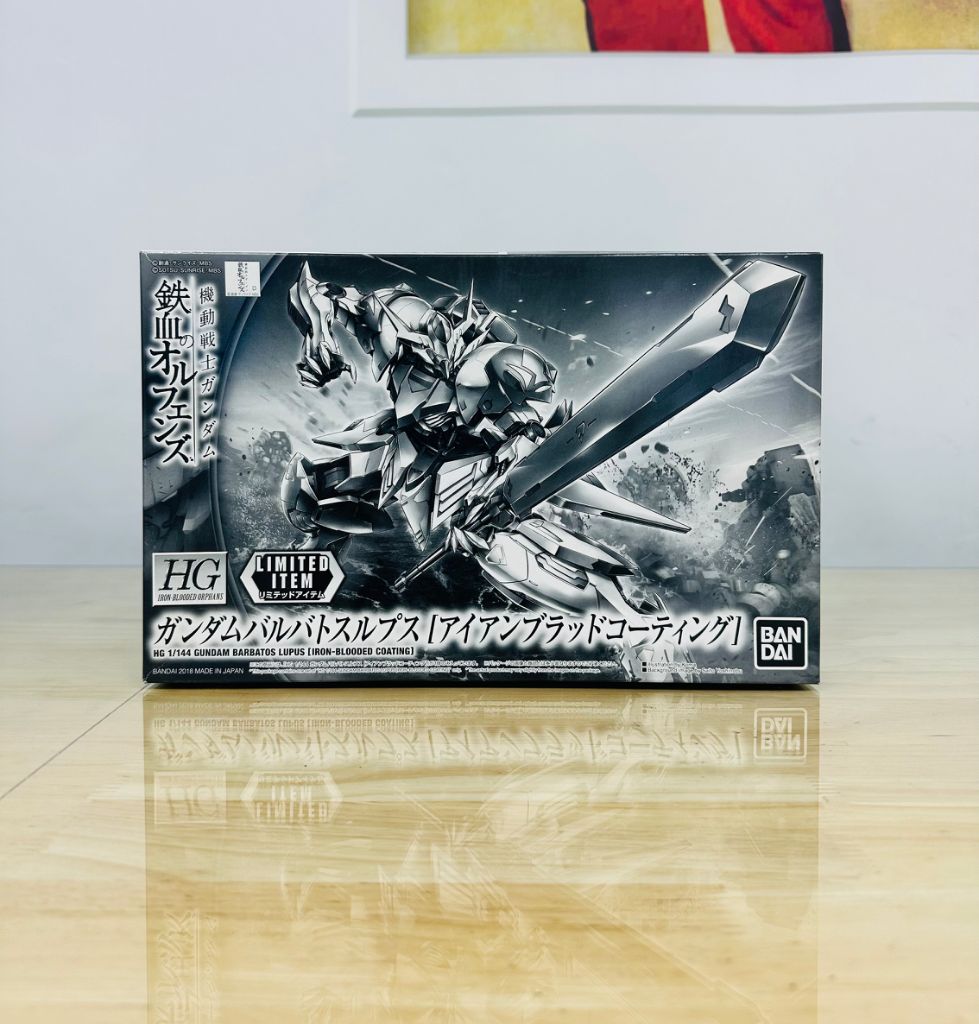 ©創通・サンライズ・MBS
©SOTSU・SUNRISE・MBS
機動戦士ガンダム
鉄血のオルフェンズ
HG
IRON-BLOODED ORPHANS
LIMITED
ITEM
リミテッドアイテム
ガンダムバルバトスルプス[アイアンブラッドコーティング]
HG 1/144 GUNDAM BARBATOS LUPUS [IRON-BLOODED COATING]
BANDAI 2018 MADE IN JAPAN
BAN
DAI